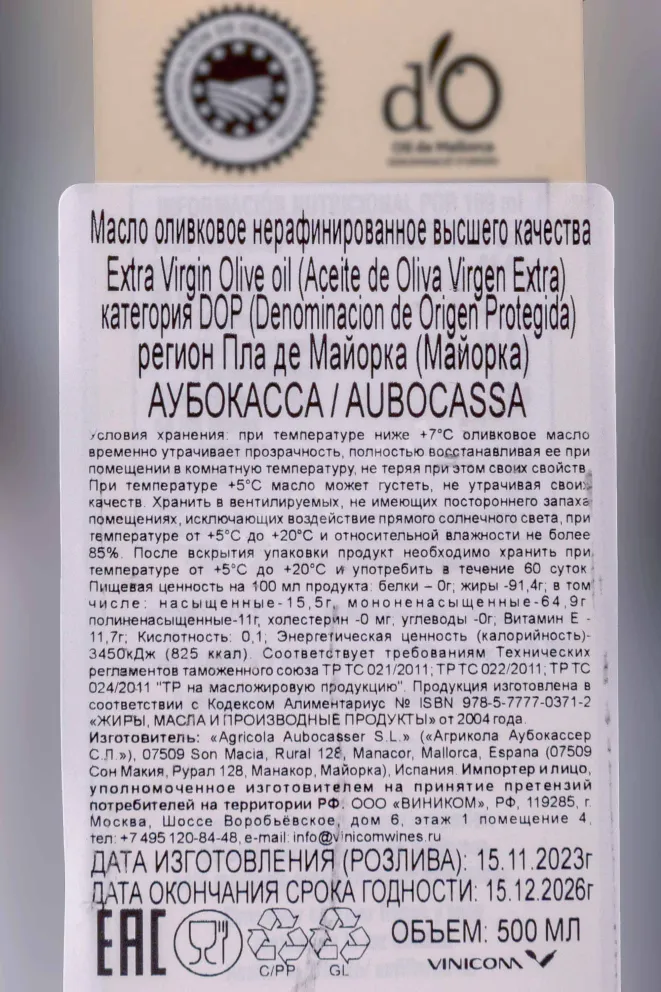 DENOMINACIÓN DE ORIGEN PROTEGIDA
dO
Oli de Mallorca
Масло оливковое нерафинированное высшего качества
Extra Virgin Olive oil (Aceite de Oliva Virgen Extra)
категория DOP (Denominacion de Origen Protegida)
регион Пла де Майорка (Майорка)
АУБОКАССА / AUBOCASSA
Условия хранения: при температуре ниже +7°С оливковое масло
временно утрачивает прозрачность, полностью восстанавливая ее при
помещении в комнатную температуру, не теряя при этом своих свойств.
При температуре +5°С масло может густеть, не утрачивая своих
качеств. Хранить в вентилируемых, не имеющих постороннего запаха
помещениях, исключающих воздействие прямого солнечного света, при
температуре от +5°С до +20°С и относительной влажности не более
85%. После вскрытия упаковки продукт необходимо хранить при
температуре от +5°С до +20°С и употребить в течение 60 суток
Пищевая ценность на 100 мл продукта: белки – 0г; жиры -91,4г; в том
числе: насыщенные-15,5г, мононенасыщенные-64,9г
полиненасыщенные-11г, холестерин -0 мг; углеводы -0г; Витамин Е -
11,7г; Кислотность: 0,1; Энергетическая ценность (калорийность)-
3450кДж (825 ккал). Соответствует требованиям Технических
регламентов таможенного союза ТР ТС 021/2011; ТР ТС 022/2011; ТР ТС
024/2011 "ТР на масложировую продукцию". Продукция изготовлена в
соответствии с Кодексом Алиментариус № ISBN 978-5-7777-0371-2
«ЖИРЫ, МАСЛА И ПРОИЗВОДНЫЕ ПРОДУКТЫ» от 2004 года.
Изготовитель: «Agricola Aubocasser S.L.» («Агрикола Аубокассер
С.Л.»), 07509 Son Macia, Rural 128, Manacor, Mallorca, Espana (07509
Сон Макия, Рурал 128, Манакор, Майорка), Испания. Импортер и лицо,
уполномоченное изготовителем на принятие претензий
потребителей на территории РФ: ООО «ВИНИКОМ», РФ, 119285, г.
Москва, Шоссе Воробьёвское, дом 6, этаж 1 помещение 4,
тел: +7 495 120-84-48, e-mail: info@vinicomwines.ru
ДАТА ИЗГОТОВЛЕНИЯ (РОЗЛИВА): 15.11.2023г
ДАТА ОКОНЧАНИЯ СРОКА ГОДНОСТИ: 15.12.2026г
EAC
C/PP
GL
ОБЪЕМ: 500 МЛ
VINICOM